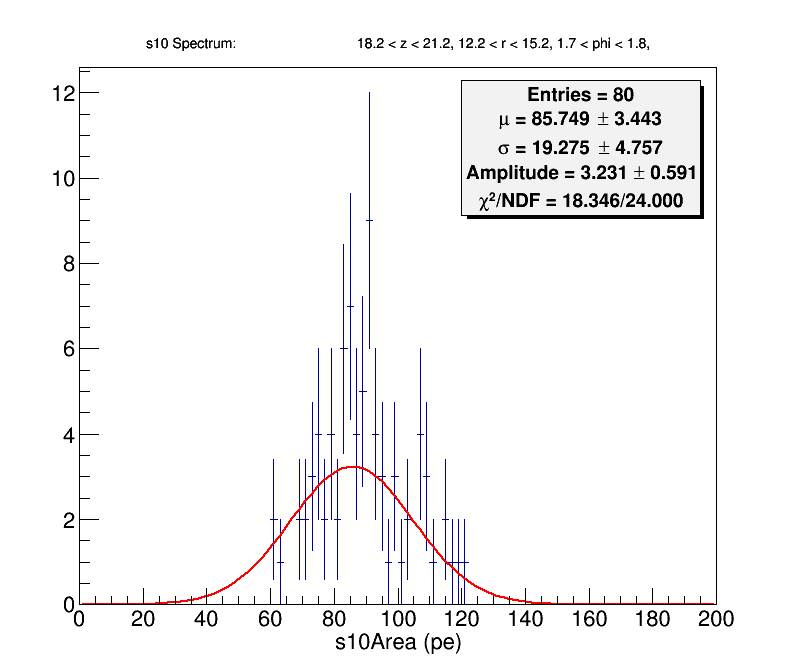 s10 Spectrum: 18.2 < z < 21.2, 12.2 < r < 15.2, 1.7 < phi < 1.8,
Entries = 80
μ = 85.749 ± 3.443
σ = 19.275 ± 4.757
Amplitude = 3.231 ± 0.591
χ²/NDF = 18.346/24.000
12
10
8
6
4
2
0
0 20 40 60 80 100 120 140 160 180 200
s10Area (pe)